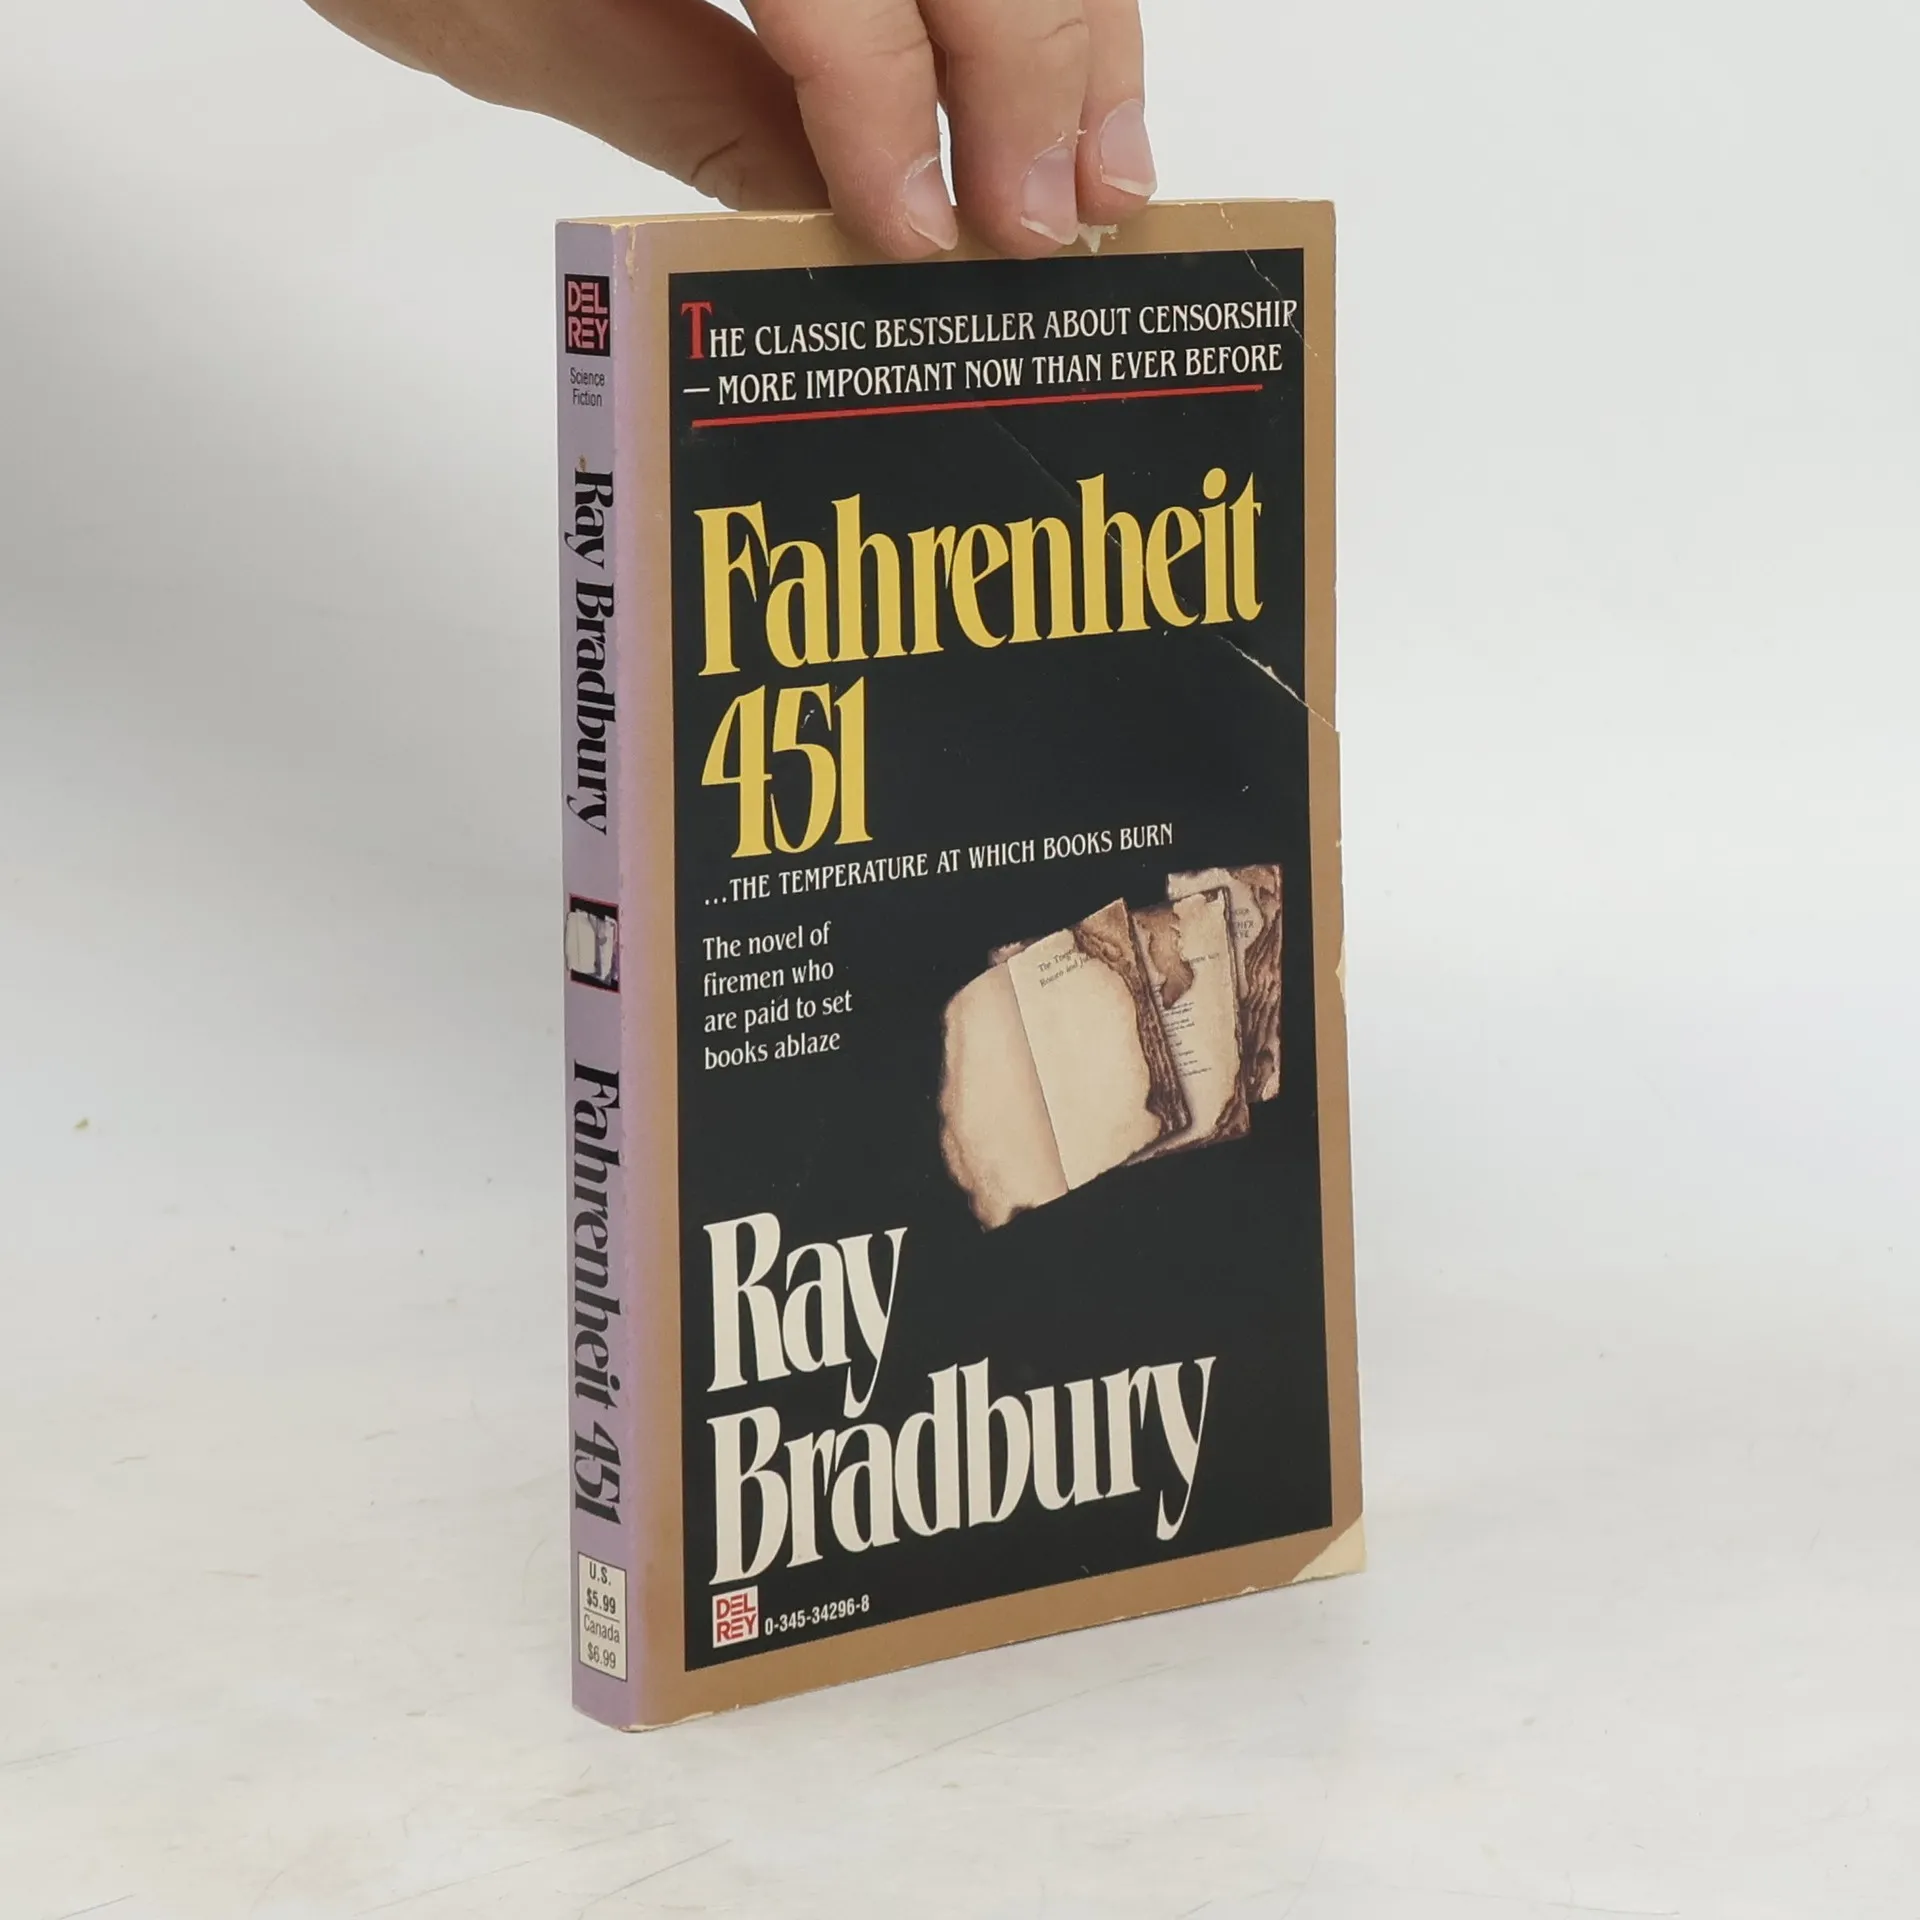 DEL
REY
Science
Fiction
Ray Bradbury
Fahrenheit 451
U.S.
$5.99
Canada
$6.99
THE CLASSIC BESTSELLER ABOUT CENSORSHIP
— MORE IMPORTANT NOW THAN EVER BEFORE
Fahrenheit
451
...THE TEMPERATURE AT WHICH BOOKS BURN
The novel of
firemen who
are paid to set
books ablaze
Ray
Bradbury
DEL
REY
0-345-34296-8